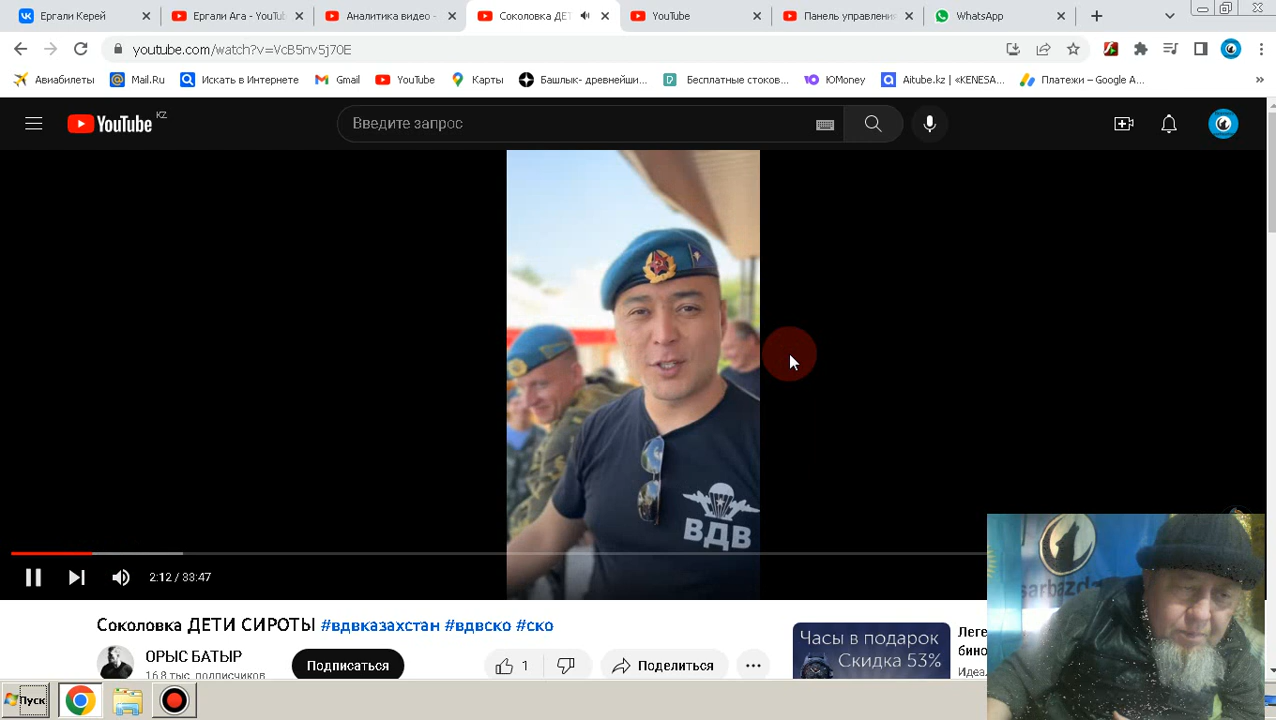 Ергали Керей
Ергали Ага - YouTu
Аналитика видео -
Соколовка ДЕТ
YouTube
Панель управлени
WhatsApp
youtube.com/watch?v=VcB5nv5j70E
Авиабилеты
Mail.Ru
Искать в Интернете
Gmail
YouTube
Карты
Башлык- древнейши...
Бесплатные стоков...
ЮMoney
Aitube.kz | ®KENESA...
Платежи – Google A...
YouTube KZ
Введите запрос
ВДВ
2:12 / 33:47
sarbazd
Соколовка ДЕТИ СИРОТЫ #вдвказахстан #вдвско #ско
ОРЫС БАТЫР
16,8 тыс. подписчиков
Подписаться
1
Поделиться
Часы в подарок
Скидка 53%
Леге
бино
Идеа
Пуск